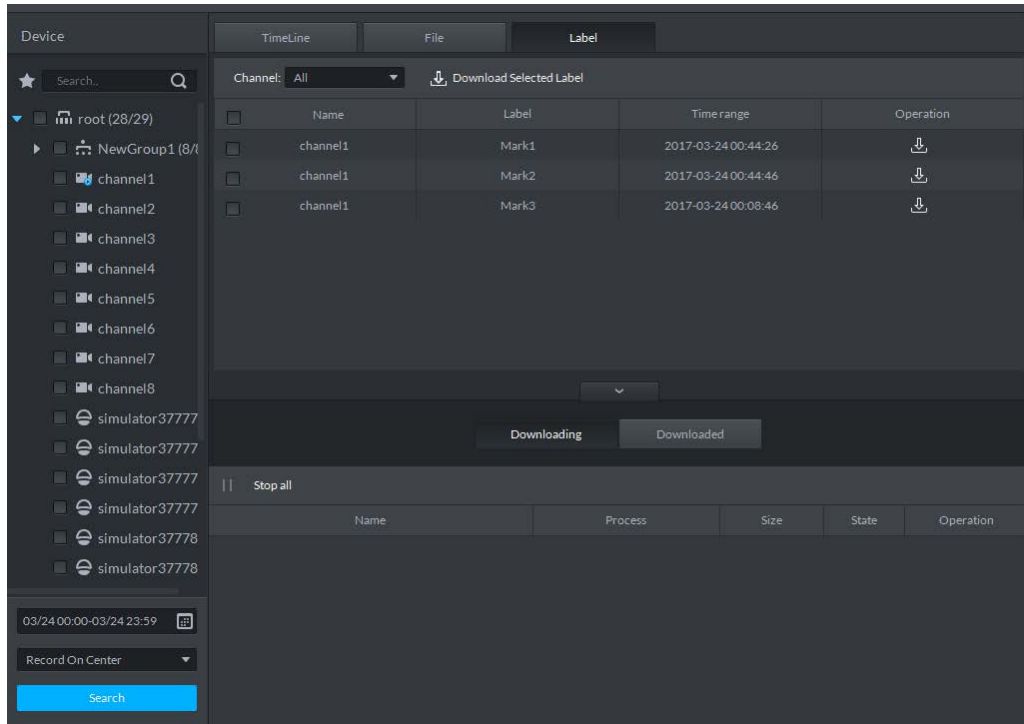 Device
TimeLine
File
Label
Search..
Channel: All
Download Selected Label
root (28/29)
NewGroup1 (8/
channel1
channel2
channel3
channel4
channel5
channel6
channel7
channel8
simulator37777
simulator37777
simulator37777
simulator37777
simulator37778
simulator37778
03/24 00:00-03/24 23:59
Record On Center
Search
Name Label Time range Operation
channel1 Mark1 2017-03-24 00:44:26
channel1 Mark2 2017-03-24 00:44:46
channel1 Mark3 2017-03-24 00:08:46
Downloading
Downloaded
Stop all
Name Process Size State Operation